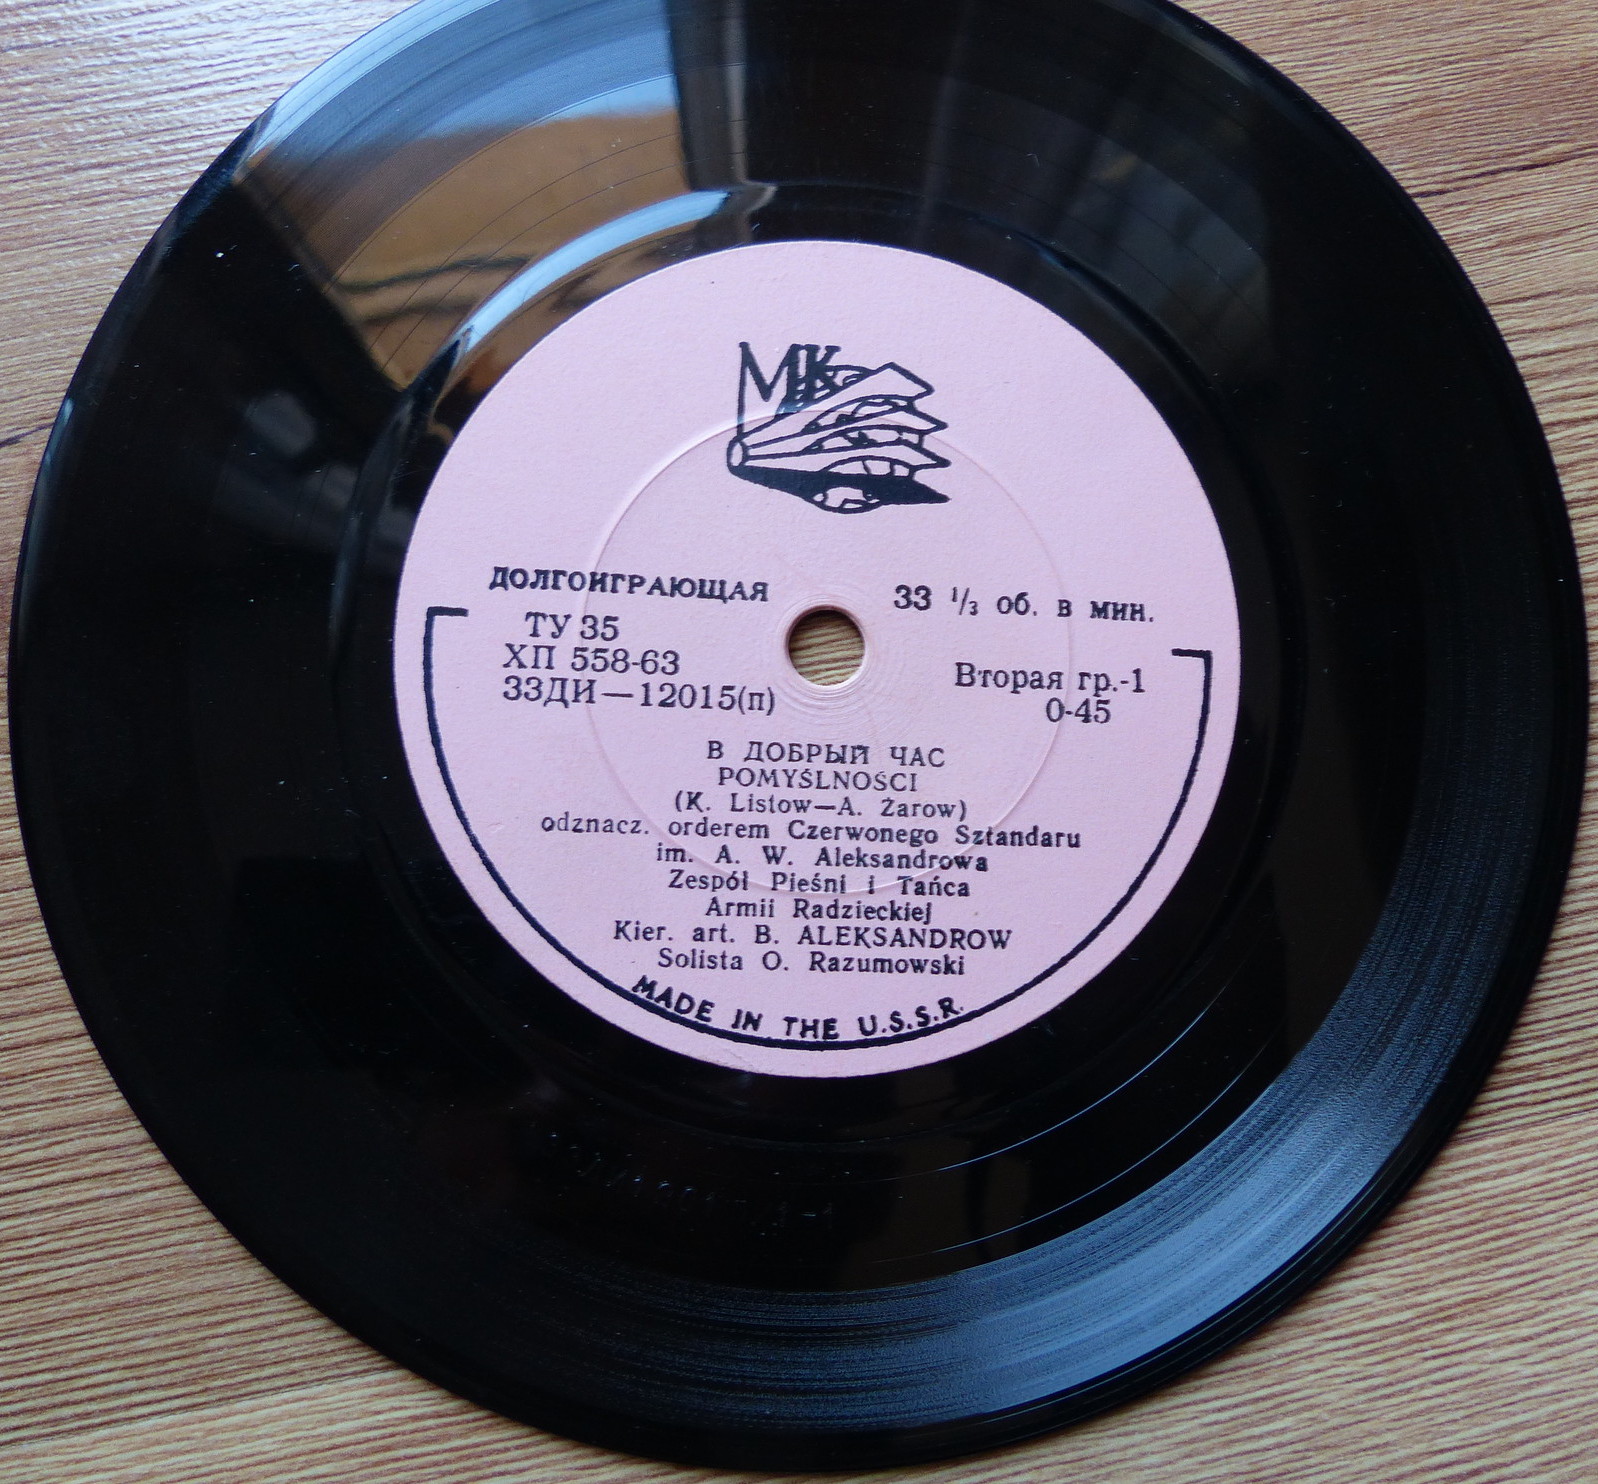 МК
ДОЛГОИГРАЮЩАЯ 33 1/3 об. в мин.
ТУ 35
ХП 558-63
33ДИ—12015(п)
Вторая гр.-1
0-45
В ДОБРЫЙ ЧАС
POMYŚLNOŚCI
(K. Listow—A. Żarow)
odznacz. orderem Czerwonego Sztandaru
im. A. W. Aleksandrowa
Zespół Pieśni i Tańca
Armii Radzieckiej
Kier. art. B. ALEKSANDROW
Solista O. Razumowski
MADE IN THE U.S.S.R.